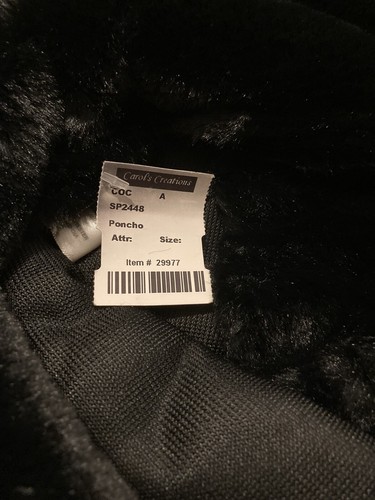 Carol's Creations
COC A
SP2448
Poncho
Attr: Size:
Item # 29977